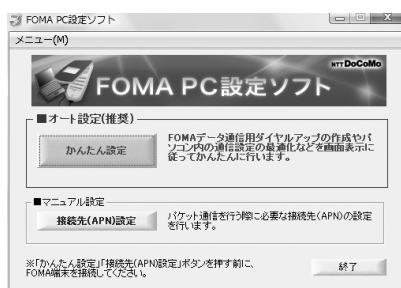 FOMA PC設定ソフト
メニュー(M)
NTT DoCoMo
FOMA PC設定ソフト
■オート設定(推奨)
かんたん設定
FOMAデータ通信用ダイヤルアップの作成やパ
ソコン内の通信設定の最適化などを画面表示に
従ってかんたんに行います。
■マニュアル設定
接続先(APN)設定
パケット通信を行う際に必要な接続先(APN)の設定
を行います。
※「かんたん設定」「接続先(APN)設定」ボタンを押す前に、
FOMA端末を接続してください。
終了